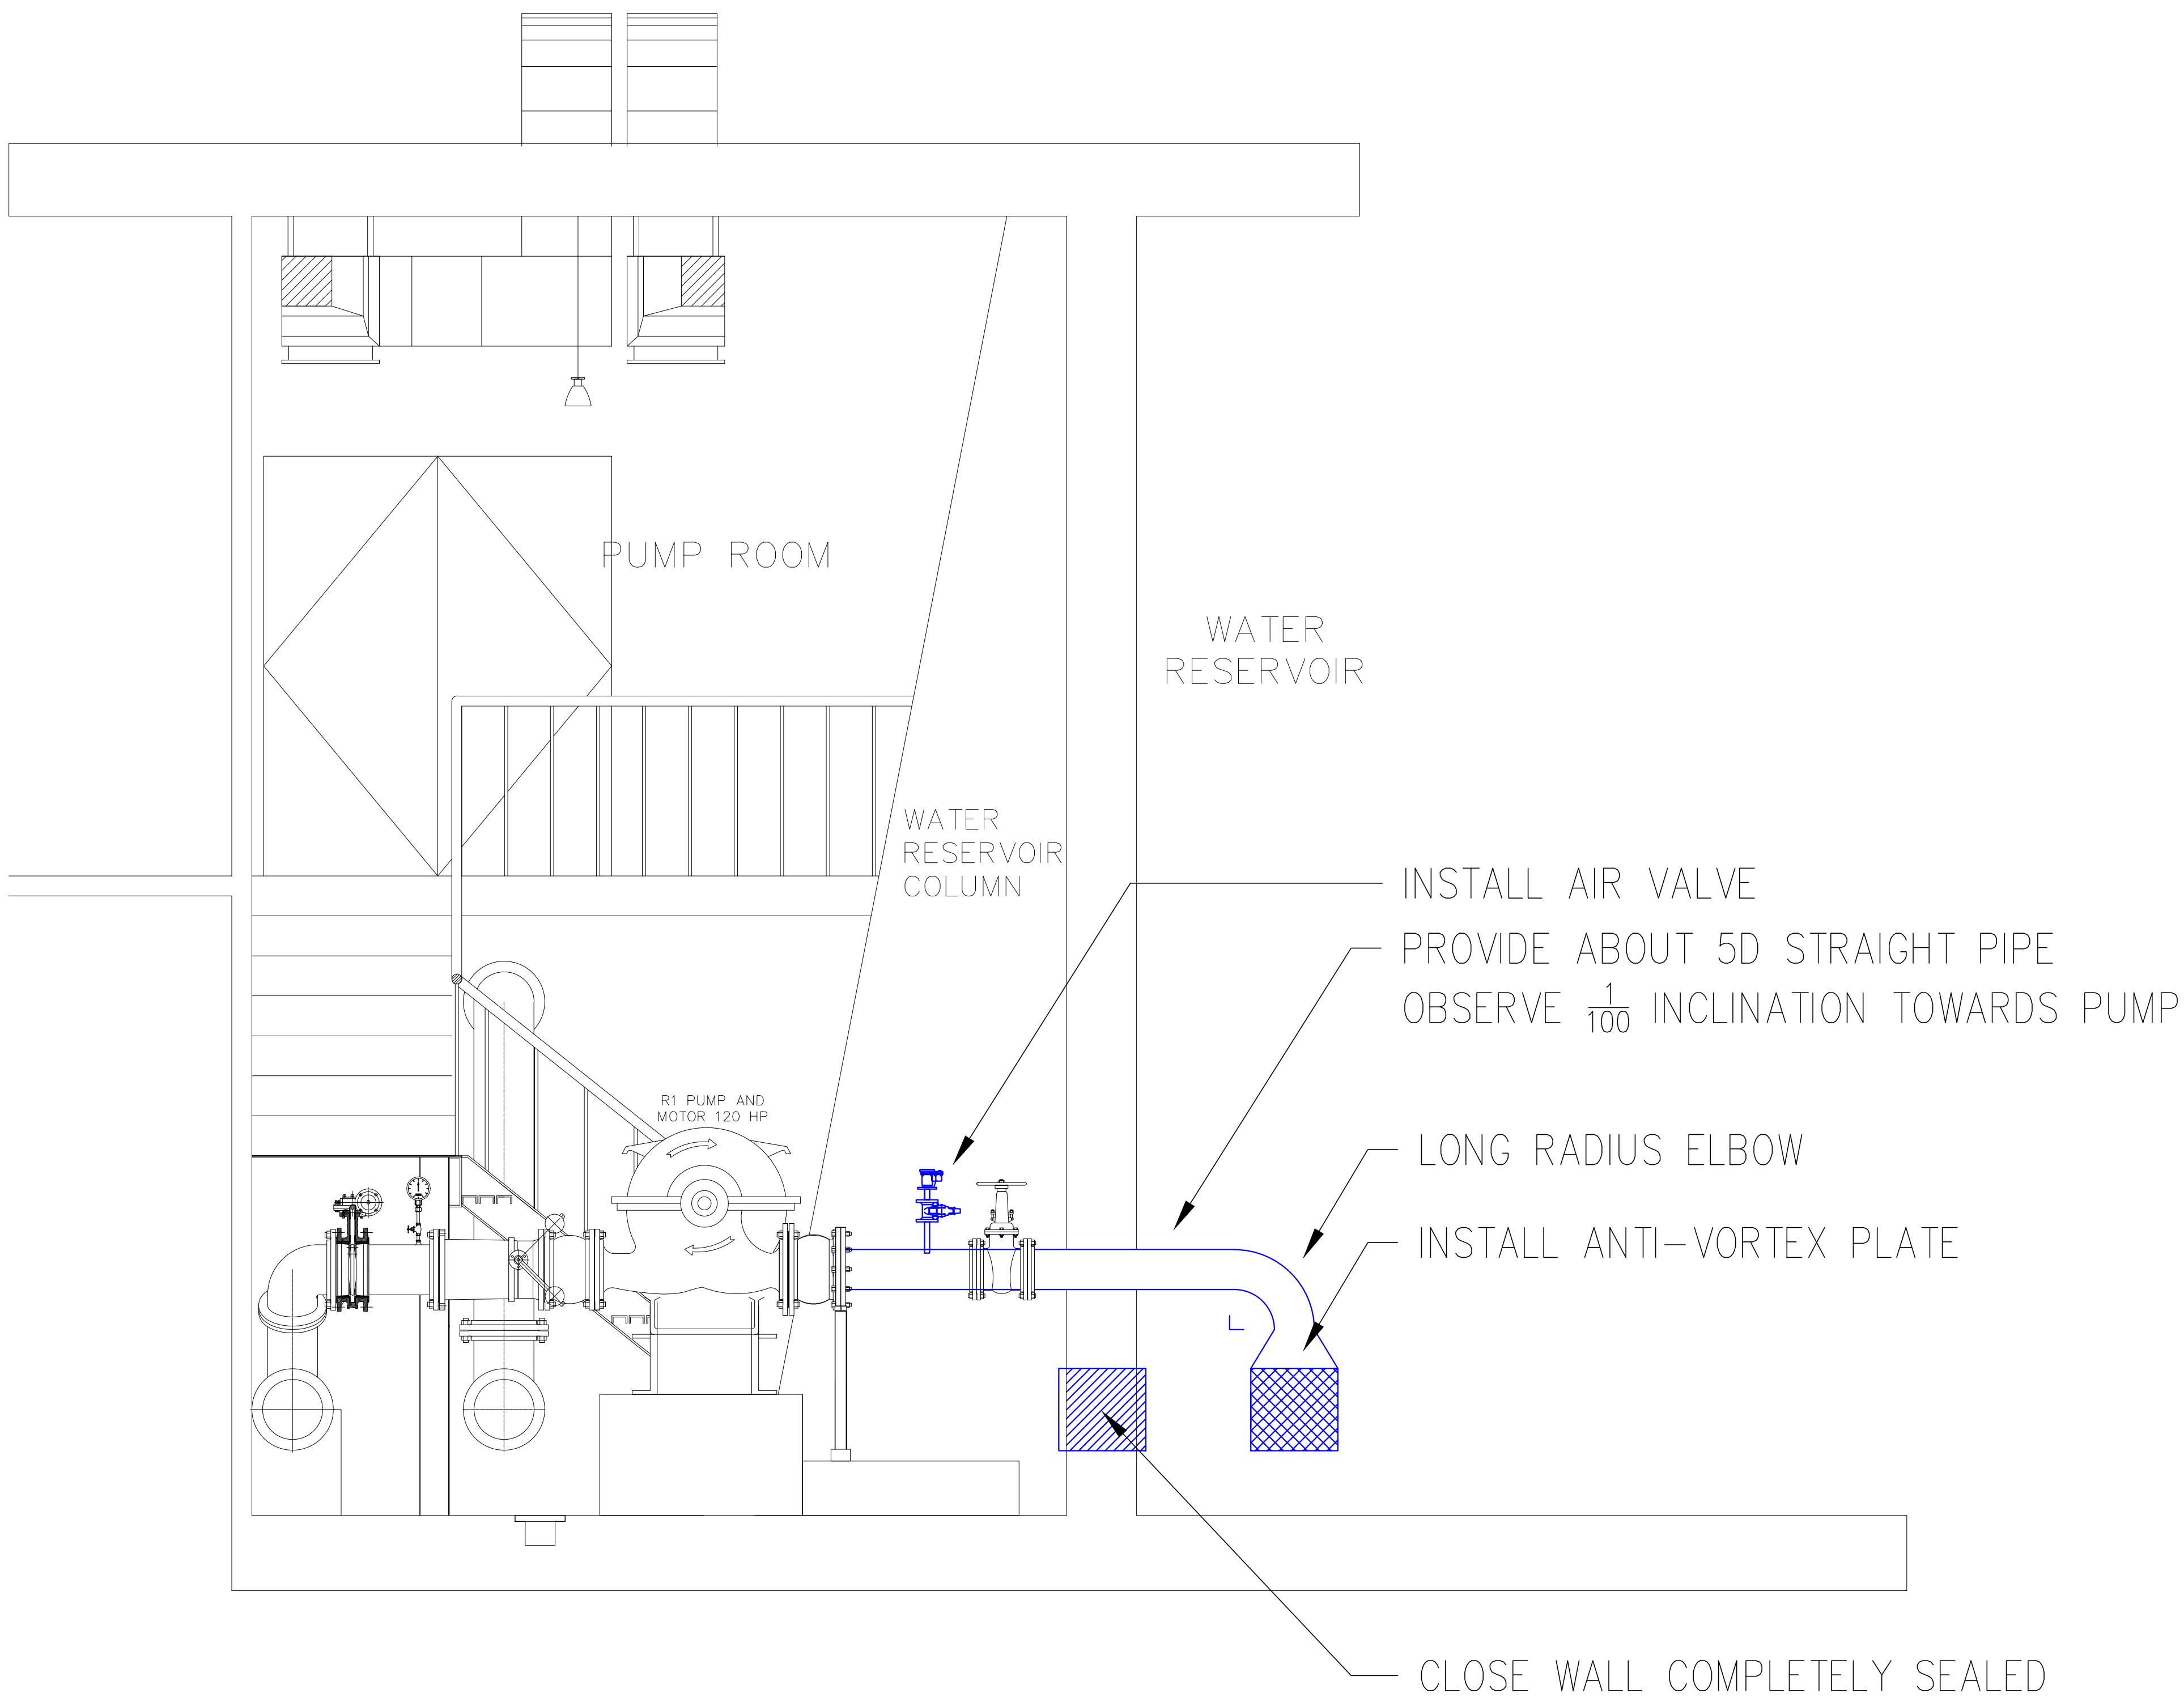 PUMP ROOM
WATER
RESERVOIR
WATER
RESERVOIR
COLUMN
INSTALL AIR VALVE
PROVIDE ABOUT 5D STRAIGHT PIPE
OBSERVE 1/100 INCLINATION TOWARDS PUMP
R1 PUMP AND
MOTOR 120 HP
LONG RADIUS ELBOW
INSTALL ANTI-VORTEX PLATE
CLOSE WALL COMPLETELY SEALED